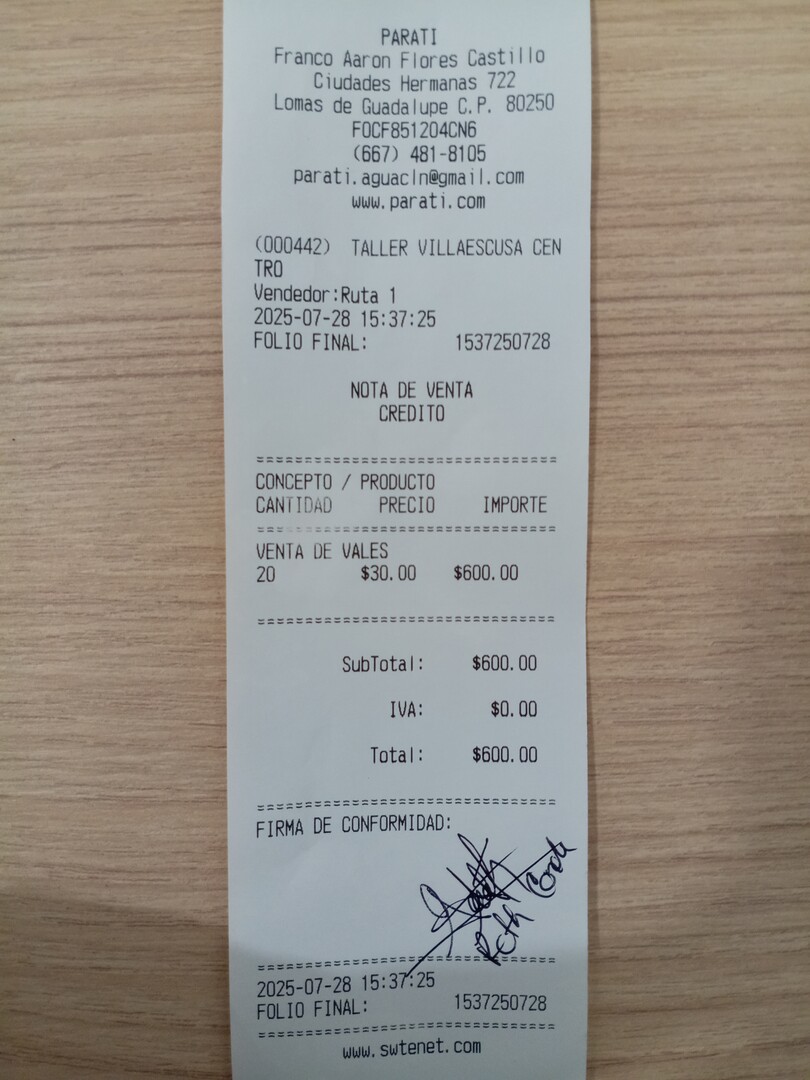 PARATI
Franco Aaron Flores Castillo
Ciudades Hermanas 722
Lomas de Guadalupe C.P. 80250
FOCF851204CN6
(667) 481-8105
parati.aguacln@gmail.com
www.parati.com
(000442) TALLER VILLAESCUSA CEN
TRO
Vendedor:Ruta 1
2025-07-28 15:37:25
FOLIO FINAL: 1537250728
NOTA DE VENTA
CREDITO
================================
CONCEPTO / PRODUCTO
CANTIDAD PRECIO IMPORTE
================================
VENTA DE VALES
20 $30.00 $600.00
================================
SubTotal: $600.00
IVA: $0.00
Total: $600.00
================================
FIRMA DE CONFORMIDAD:
================================
2025-07-28 15:37:25
FOLIO FINAL: 1537250728
================================
www.swtenet.com